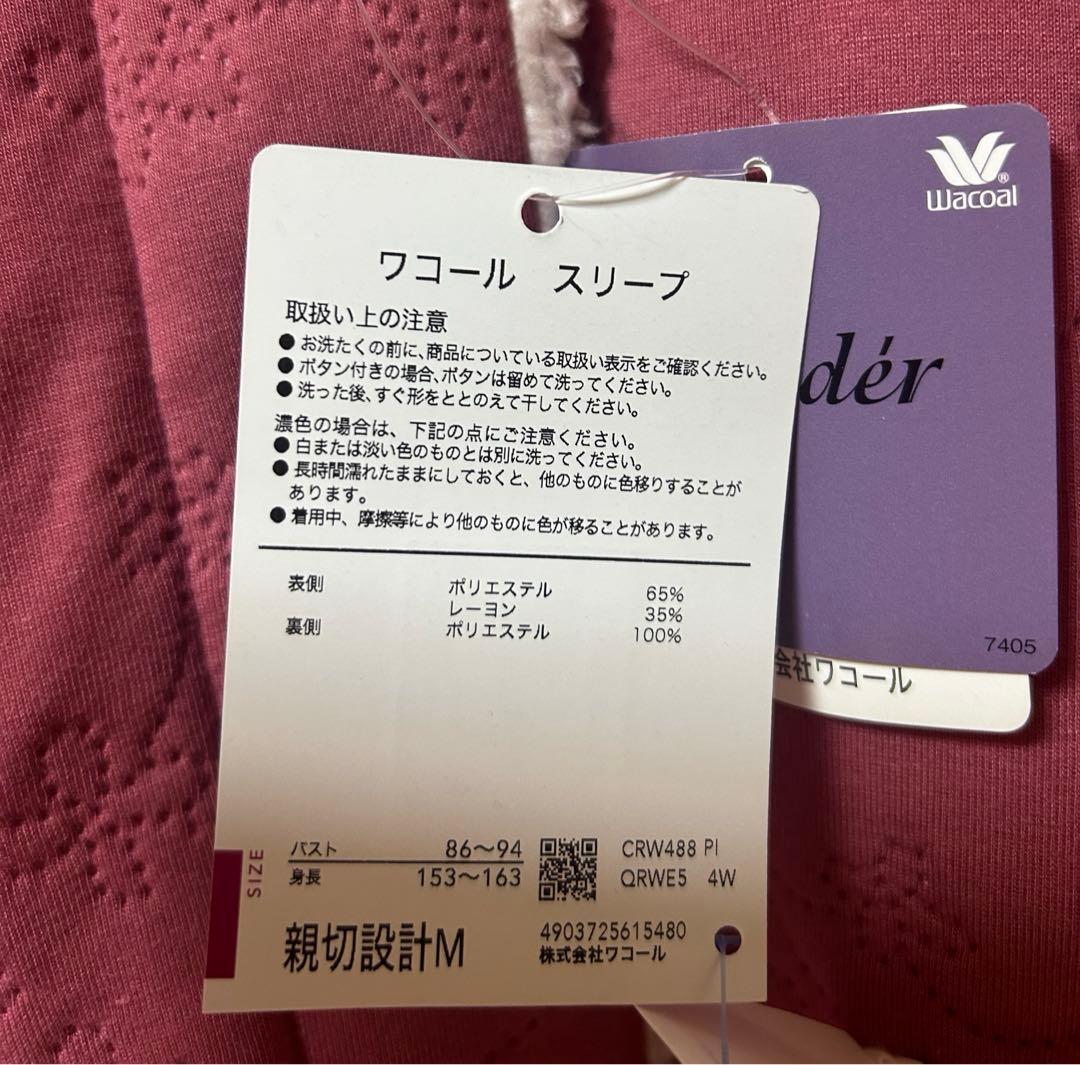 ワコール スリープ
取扱い上の注意
●お洗たくの前に、商品についている取扱い表示をご確認ください。
●ボタン付きの場合、ボタンは留めて洗ってください。
●洗った後、すぐ形をととのえて干してください。
濃色の場合は、下記の点にご注意ください。
●白または淡い色のものとは別に洗ってください。
●長時間濡れたままにしておくと、他のものに色移りすることが
あります。
●着用中、摩擦等により他のものに色が移ることがあります。
表側 ポリエステル 65%
レーヨン 35%
裏側 ポリエステル 100%
SIZE
バスト 86〜94
身長 153〜163
親切設計M
CRW488 PI
QRWE5 4W
4903725615480
株式会社ワコール
Wacoal®
dér
7405
会社ワコール